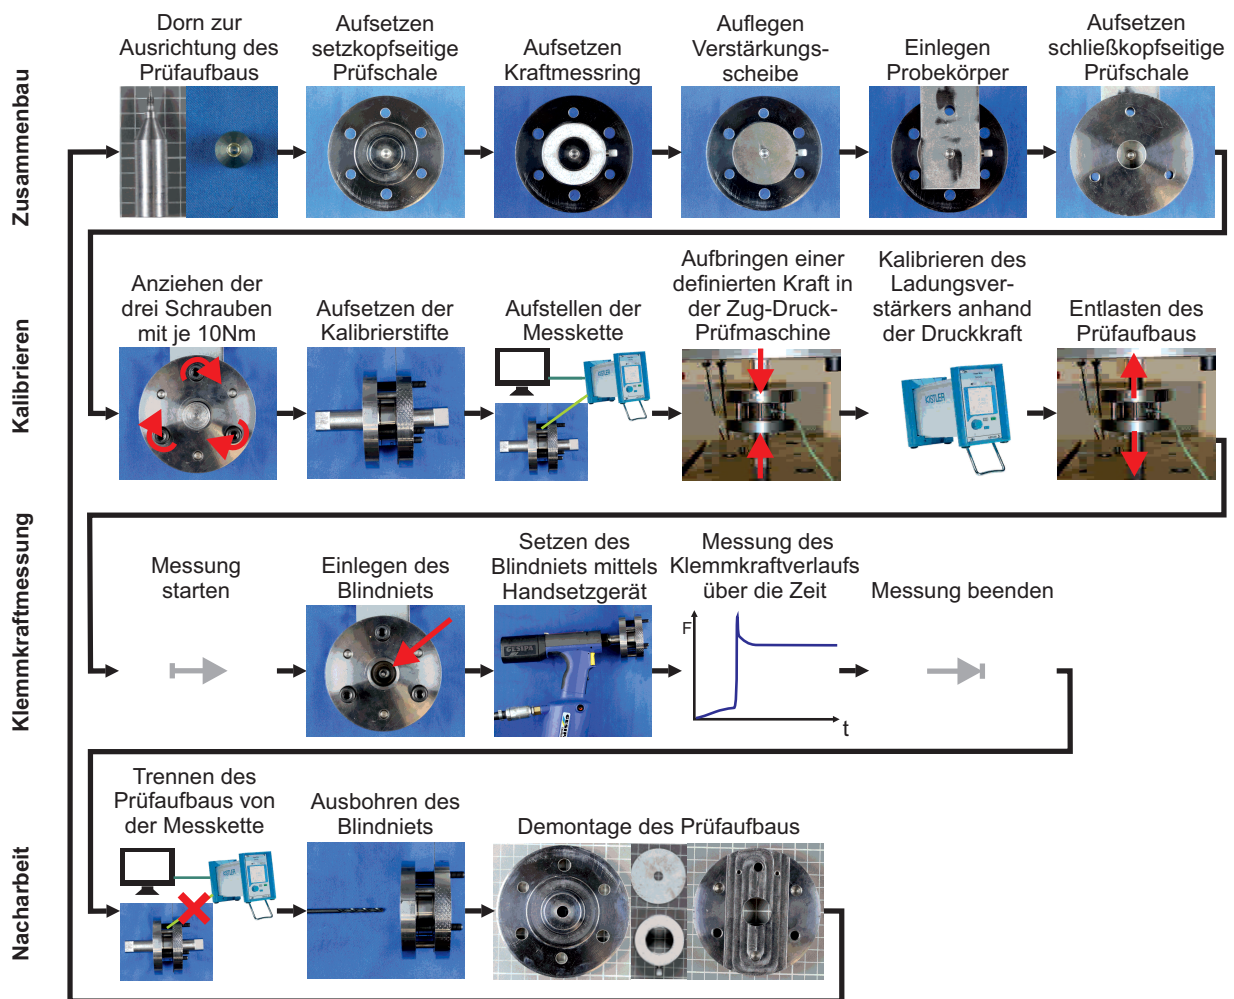 Zusammenbau
Dorn zur
Ausrichtung des
Prüfaufbaus
Aufsetzen
setzkopfseitige
Prüfschale
Aufsetzen
Kraftmessring
Auflegen
Verstärkungs-
scheibe
Einlegen
Probekörper
Aufsetzen
schließkopfseitige
Prüfschale
Kalibrieren
Anziehen der
drei Schrauben
mit je 10Nm
Aufsetzen der
Kalibrierstifte
Aufstellen der
Messkette
Aufbringen einer
definierten Kraft in
der Zug-Druck-
Prüfmaschine
Kalibrieren des
Ladungsver-
stärkers anhand
der Druckkraft
KISTLER
Entlasten des
Prüfaufbaus
Klemmkraftmessung
Messung
starten
Einlegen des
Blindniets
Setzen des
Blindniets mittels
Handsetzgerät
GESIPA
Messung des
Klemmkraftverlaufs
über die Zeit
F
t
Messung beenden
Nacharbeit
Trennen des
Prüfaufbaus von
der Messkette
Ausbohren des
Blindniets
Demontage des Prüfaufbaus